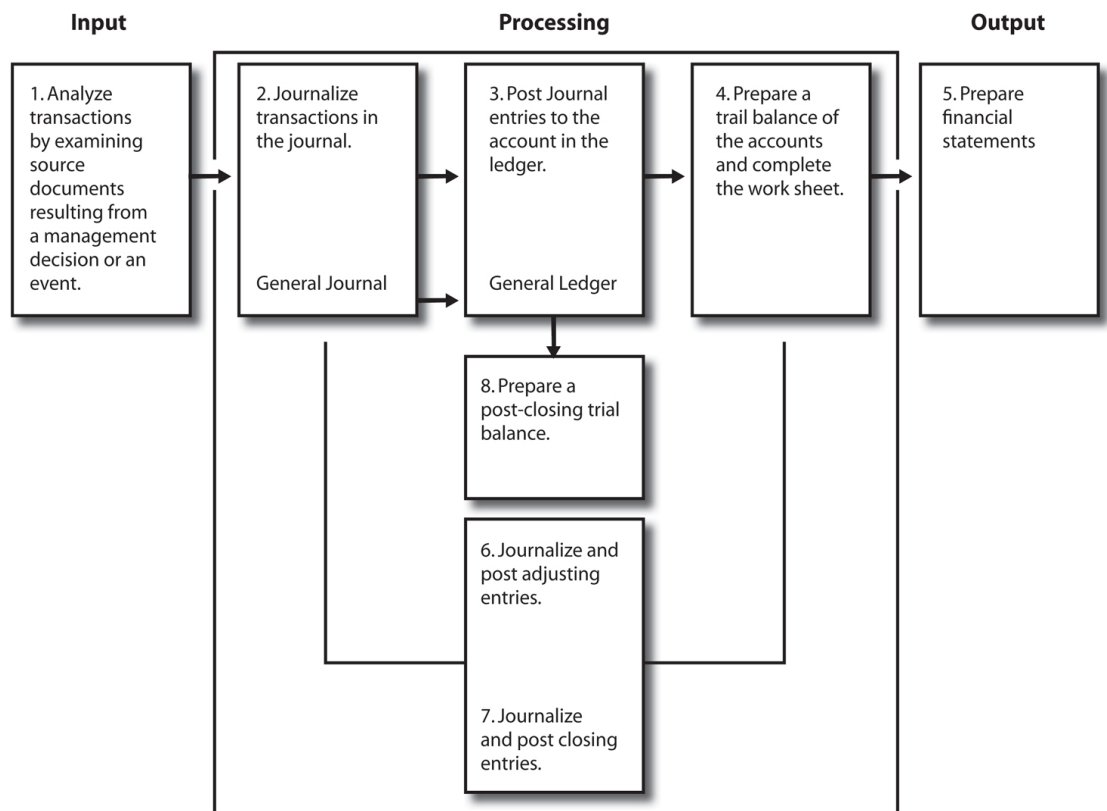 Input
Processing
Output
1. Analyze
transactions
by examining
source
documents
resulting from
a management
decision or an
event.
2. Journalize
transactions in
the journal.
General Journal
3. Post Journal
entries to the
account in the
ledger.
General Ledger
4. Prepare a
trail balance of
the accounts
and complete
the work sheet.
5. Prepare
financial
statements
8. Prepare a
post-closing trial
balance.
6. Journalize and
post adjusting
entries.
7. Journalize
and post closing
entries.